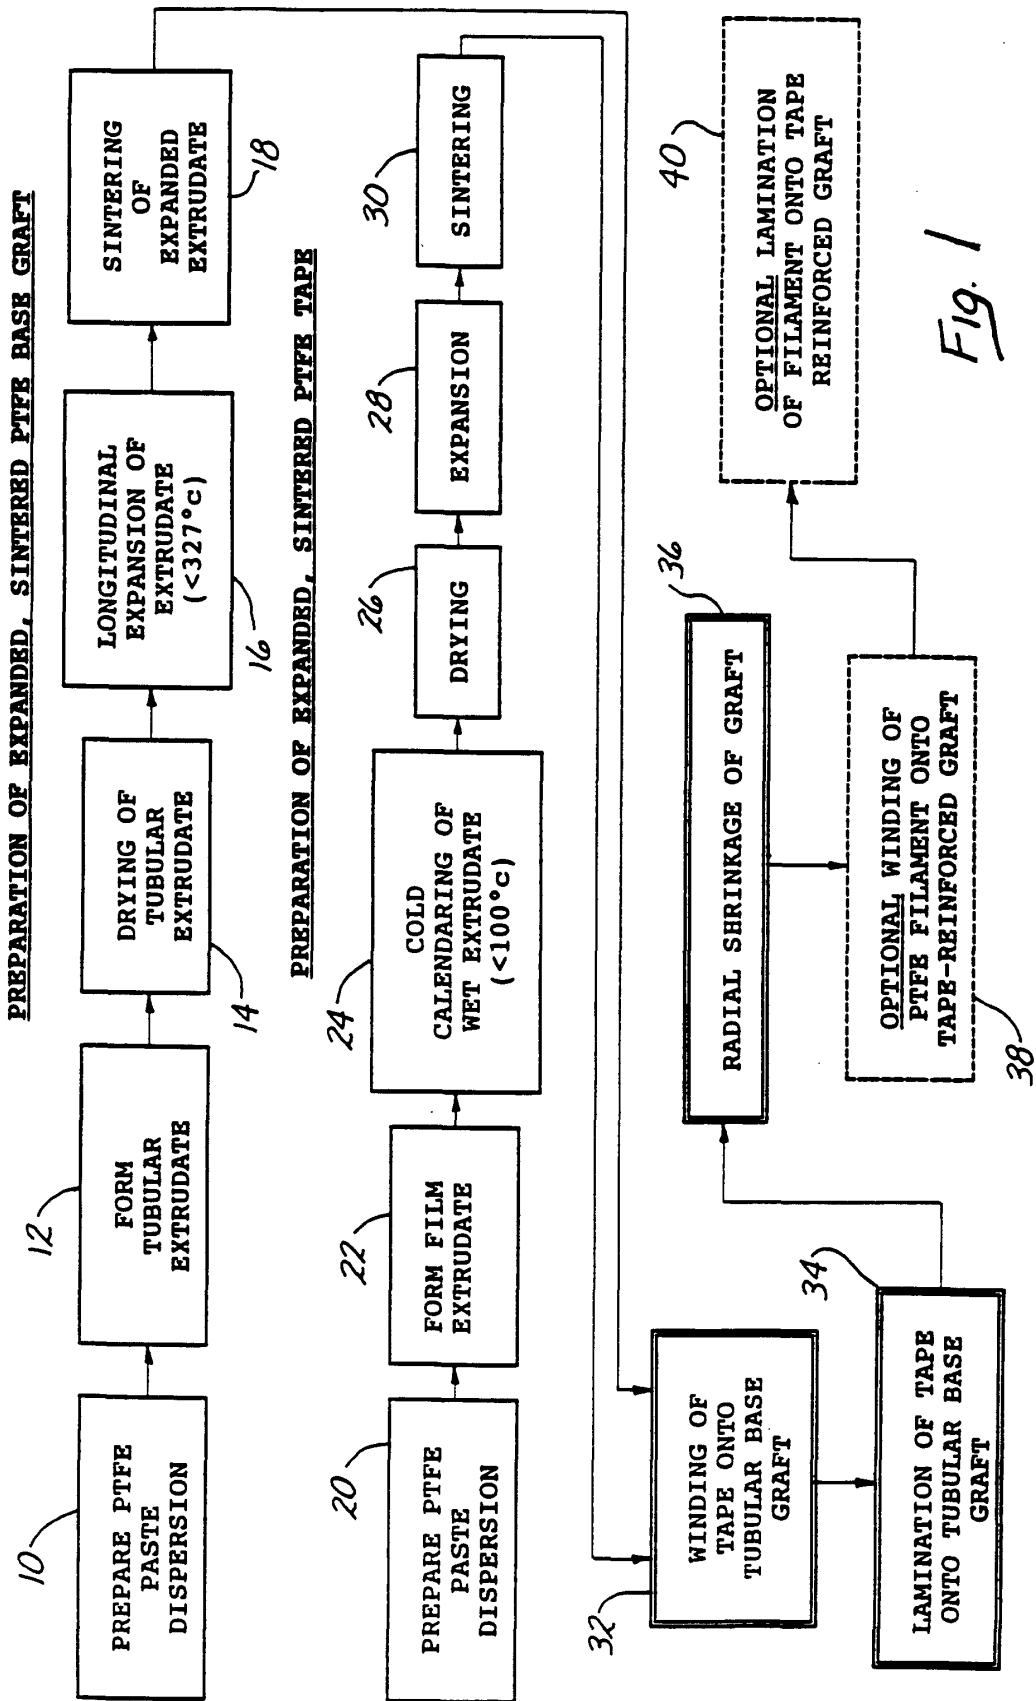 PREPARATION OF EXPANDED, SINTERED PTFE BASE GRAFT
10
PREPARE PTFE
PASTE
DISPERSION
12
FORM
TUBULAR
EXTRUDATE
14
DRYING OF
TUBULAR
EXTRUDATE
16
LONGITUDINAL
EXPANSION OF
EXTRUDATE
(<327°c)
18
SINTERING
OF
EXPANDED
EXTRUDATE
PREPARATION OF EXPANDED, SINTERED PTFE TAPE
20
PREPARE PTFE
PASTE
DISPERSION
22
FORM FILM
EXTRUDATE
24
COLD
CALENDARING OF
WET EXTRUDATE
(<100°c)
26
DRYING
28
EXPANSION
30
SINTERING
32
WINDING OF
TAPE ONTO
TUBULAR BASE
GRAFT
34
LAMINATION OF TAPE
ONTO TUBULAR BASE
GRAFT
36
RADIAL SHRINKAGE OF GRAFT
38
OPTIONAL WINDING OF
PTFE FILAMENT ONTO
TAPE-REINFORCED GRAFT
40
OPTIONAL LAMINATION
OF FILAMENT ONTO TAPE
REINFORCED GRAFT
Fig. 1